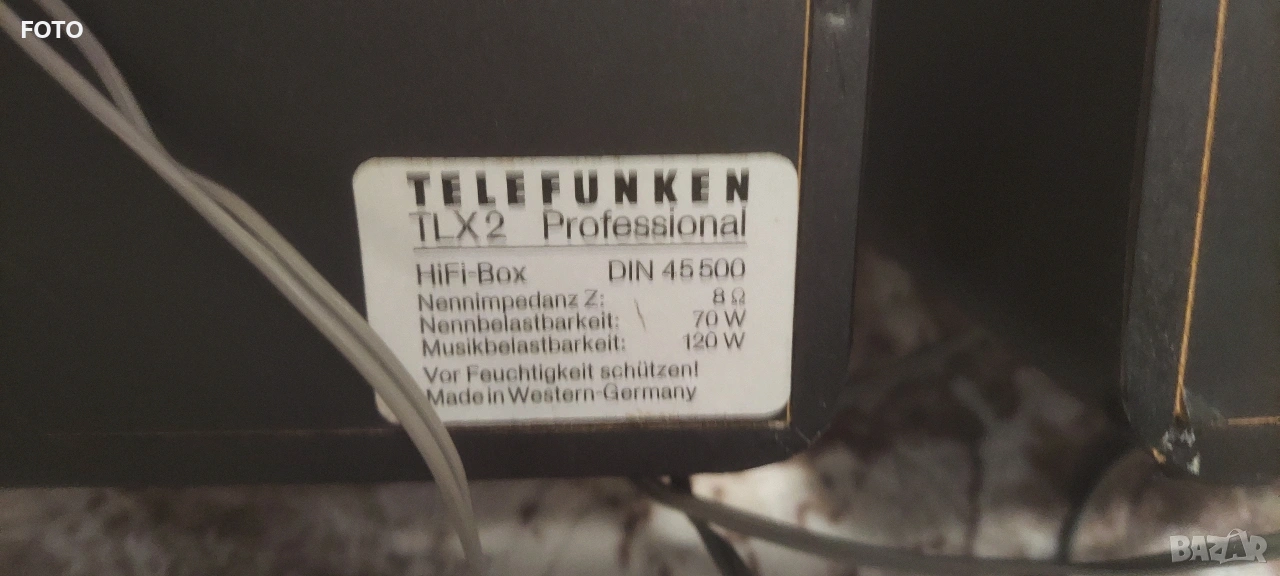 FOTO
TELEFUNKEN
TLX2 Professional
HiFi-Box DIN 45 500
Nennimpedanz Z: 8 Ω
Nennbelastbarkeit: 70 W
Musikbelastbarkeit: 120 W
Vor Feuchtigkeit schützen!
Made in Western-Germany
BAZAR